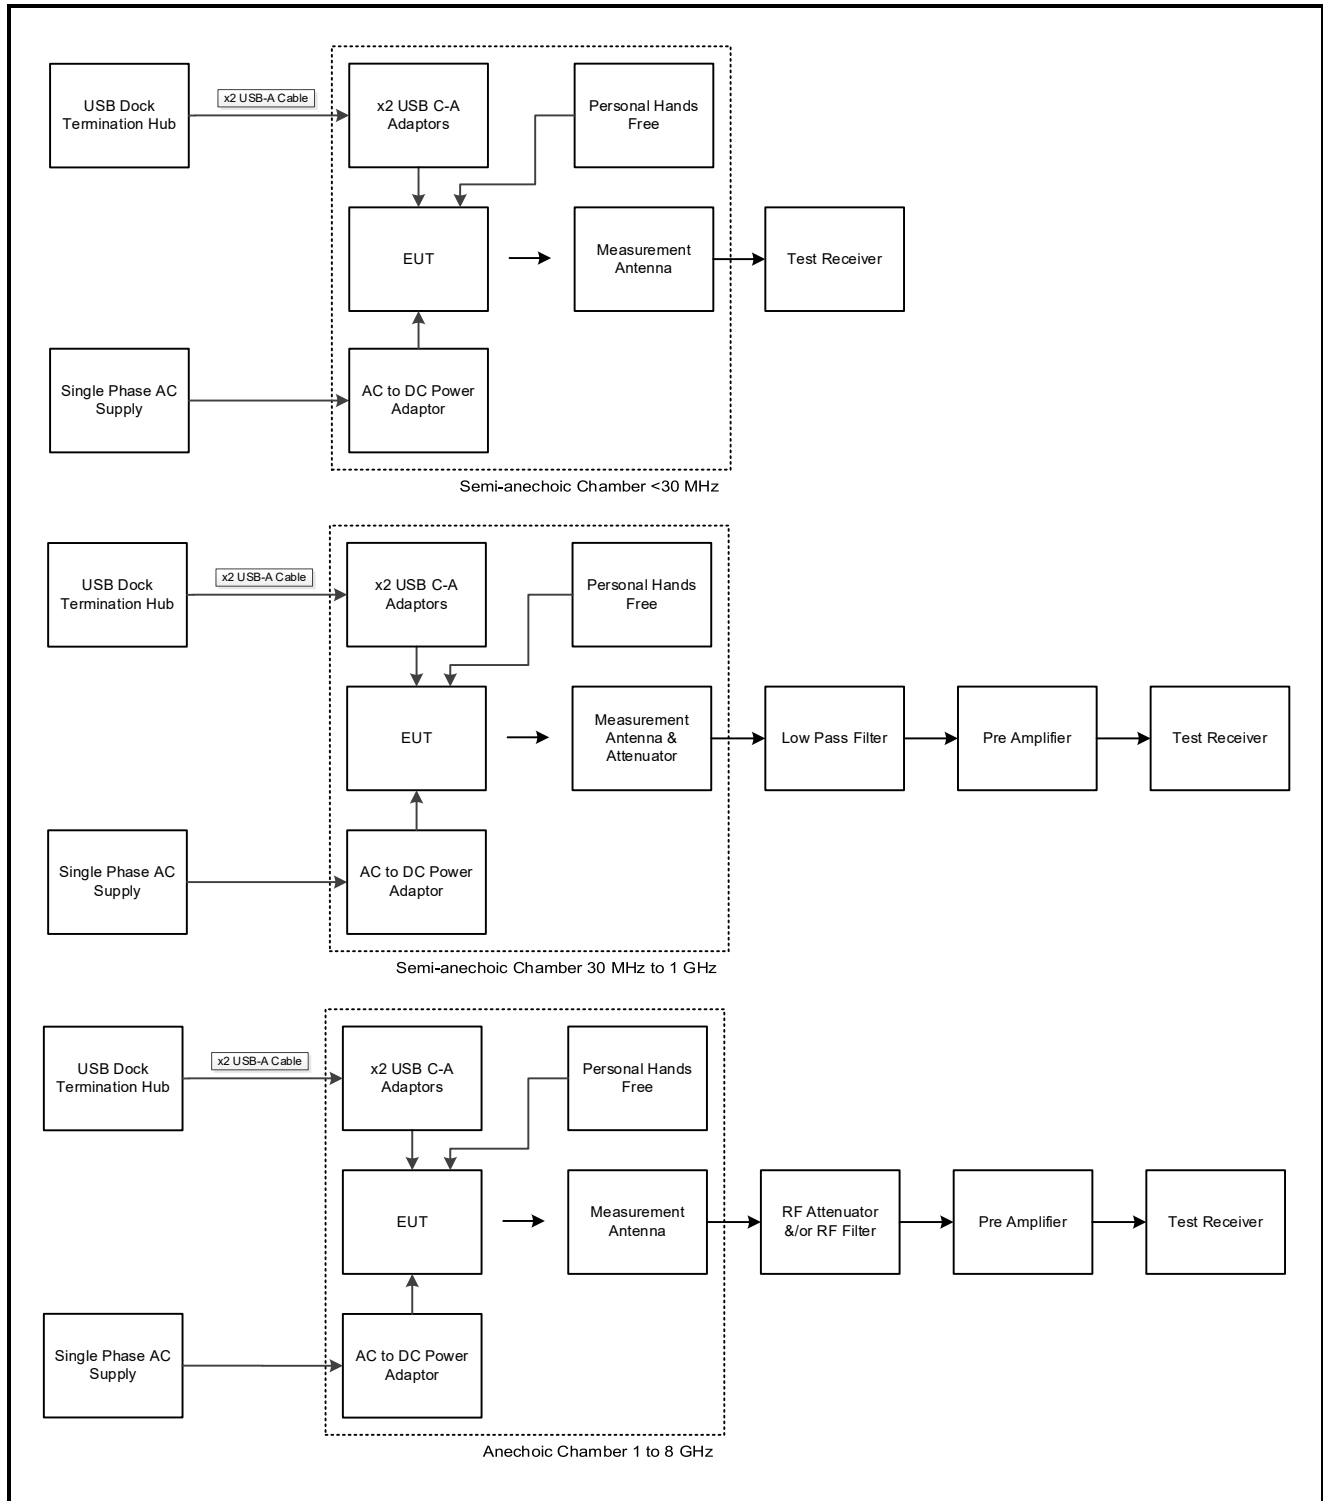 USB Dock
Termination Hub
x2 USB-A Cable
x2 USB C-A
Adaptors
Personal Hands
Free
EUT
Measurement
Antenna
Test Receiver
Single Phase AC
Supply
AC to DC Power
Adaptor
Semi-anechoic Chamber <30 MHz
USB Dock
Termination Hub
x2 USB-A Cable
x2 USB C-A
Adaptors
Personal Hands
Free
EUT
Measurement
Antenna &
Attenuator
Low Pass Filter
Pre Amplifier
Test Receiver
Single Phase AC
Supply
AC to DC Power
Adaptor
Semi-anechoic Chamber 30 MHz to 1 GHz
USB Dock
Termination Hub
x2 USB-A Cable
x2 USB C-A
Adaptors
Personal Hands
Free
EUT
Measurement
Antenna
RF Attenuator
&/or RF Filter
Pre Amplifier
Test Receiver
Single Phase AC
Supply
AC to DC Power
Adaptor
Anechoic Chamber 1 to 8 GHz